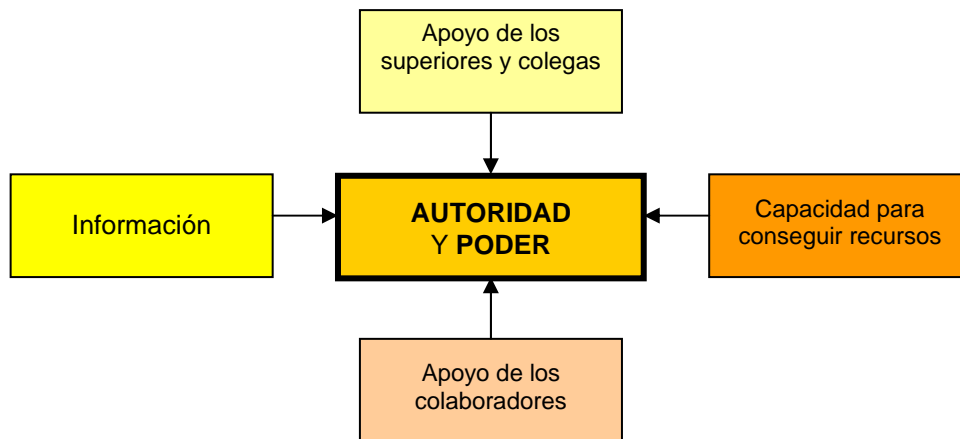 Apoyo de los
superiores y colegas
Información
AUTORIDAD
Y PODER
Capacidad para
conseguir recursos
Apoyo de los
colaboradores